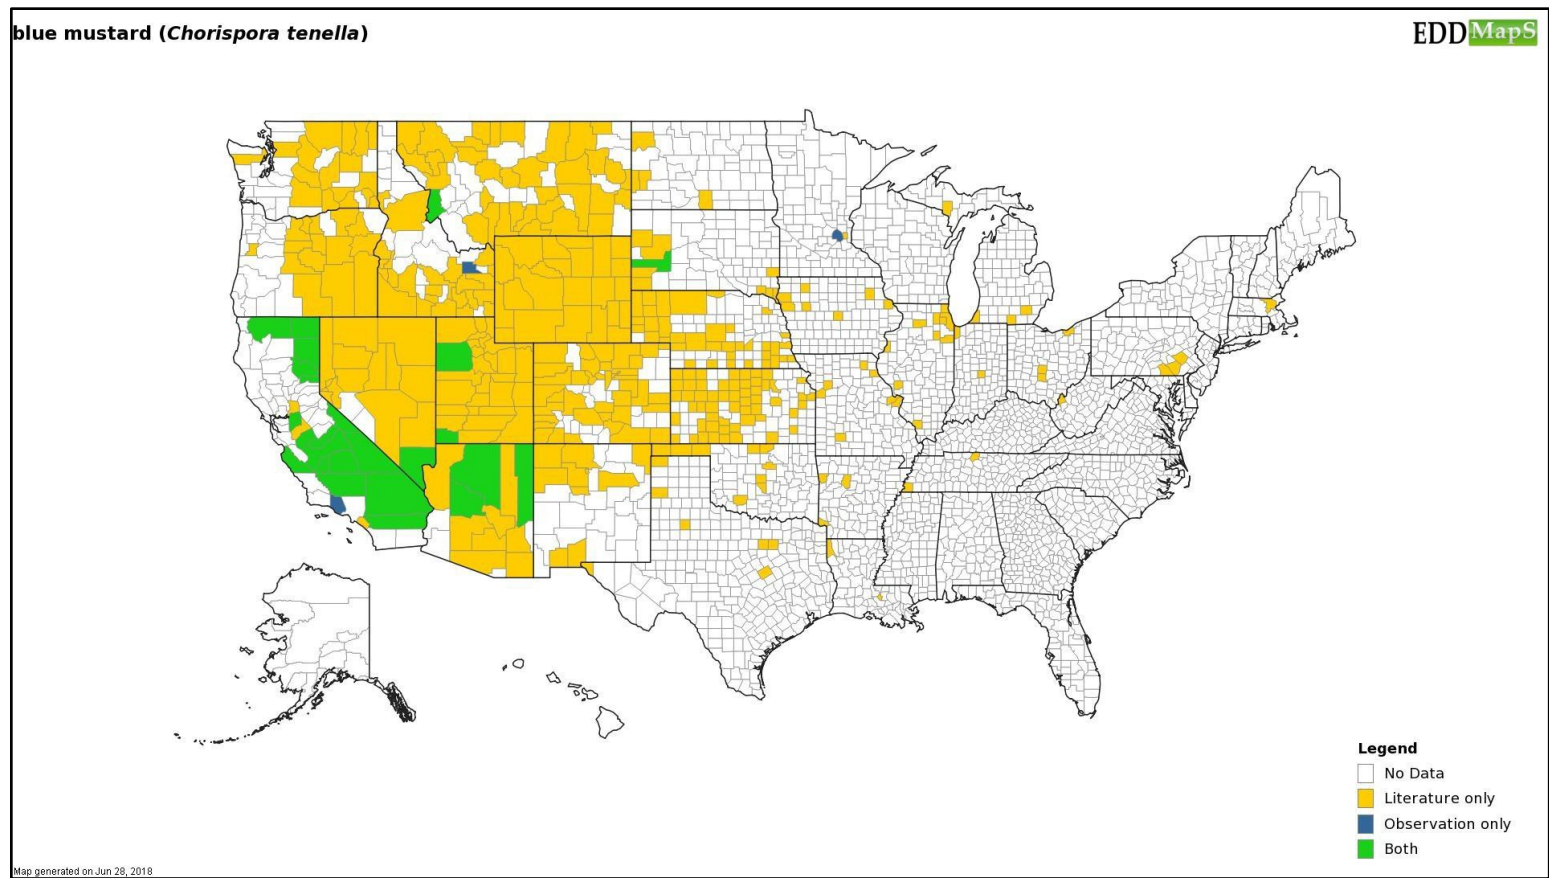 blue mustard (Chorispora tenella)
EDDMapS
Legend
No Data
Literature only
Observation only
Both
Map generated on Jun 28, 2018